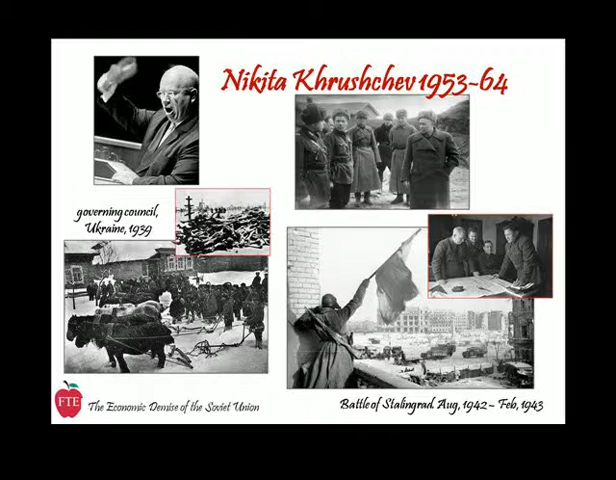 Nikita Khrushchev 1953-64
governing council,
Ukraine, 1939
FTE
The Economic Demise of the Soviet Union
Battle of Stalingrad. Aug, 1942 – Feb, 1943